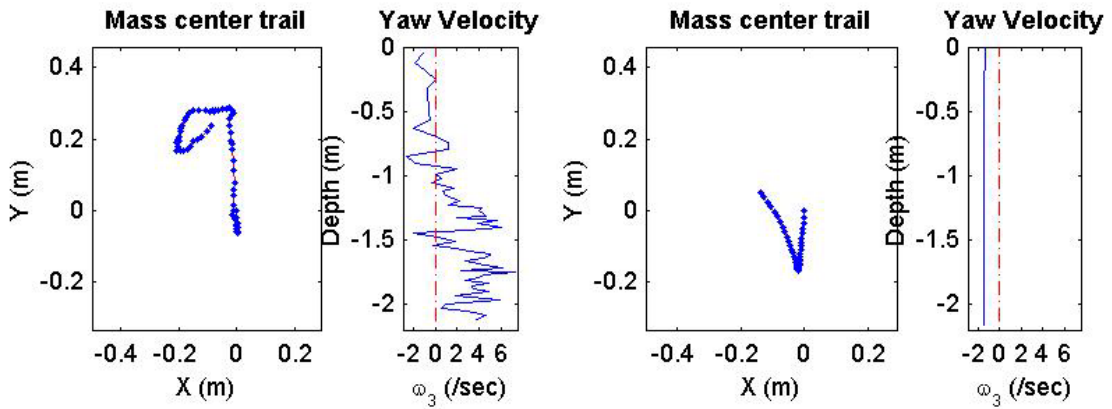 Mass center trail
Yaw Velocity
Mass center trail
Yaw Velocity
0.4
0.2
0
-0.2
Y (m)
-0.4 -0.2 0 0.2
X (m)
0
-0.5
-1
-1.5
-2
Depth (m)
-2 0 2 4 6
ω3 (/sec)
0.4
0.2
0
-0.2
Y (m)
-0.4 -0.2 0 0.2
X (m)
0
-0.5
-1
-1.5
-2
Depth (m)
-2 0 2 4 6
ω3 (/sec)